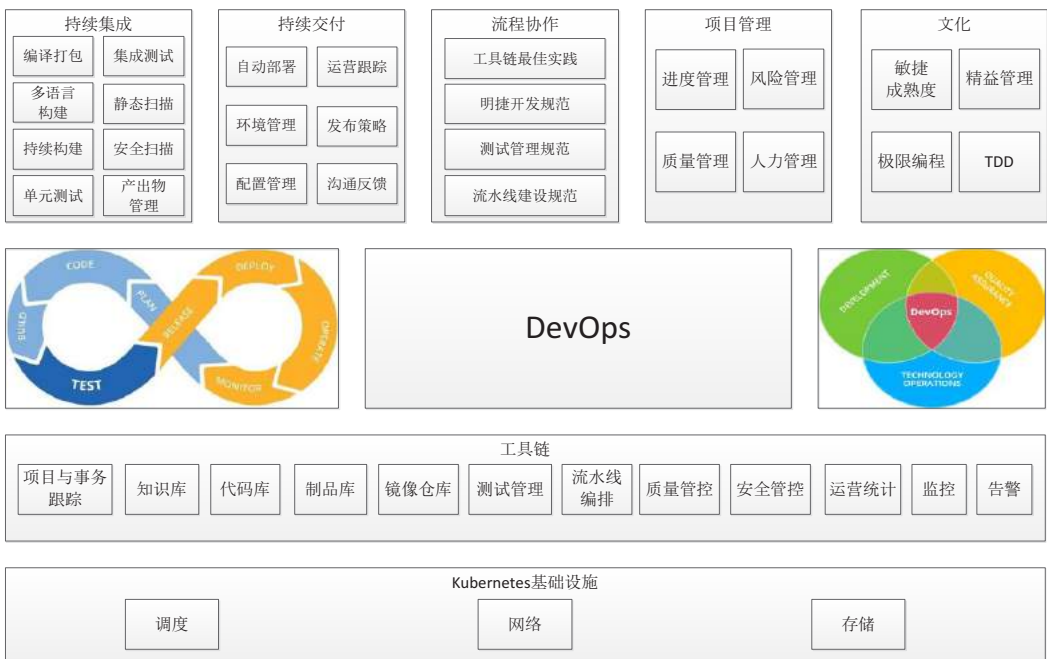 持续集成
编译打包
集成测试
多语言
构建
静态扫描
持续构建
安全扫描
单元测试
产出物
管理
持续交付
自动部署
运营跟踪
环境管理
发布策略
配置管理
沟通反馈
流程协作
工具链最佳实践
明捷开发规范
测试管理规范
流水线建设规范
项目管理
进度管理
风险管理
质量管理
人力管理
文化
敏捷
成熟度
精益管理
极限编程
TDD
CODE
BUILD
TEST
PLAN
RELEASE
DEPLOY
OPERATE
MONITOR
DevOps
DEVELOPMENT
QUALITY
ASSURANCE
DevOps
TECHNOLOGY
OPERATIONS
工具链
项目与事务
跟踪
知识库
代码库
制品库
镜像仓库
测试管理
流水线
编排
质量管控
安全管控
运营统计
监控
告警
Kubernetes基础设施
调度
网络
存储